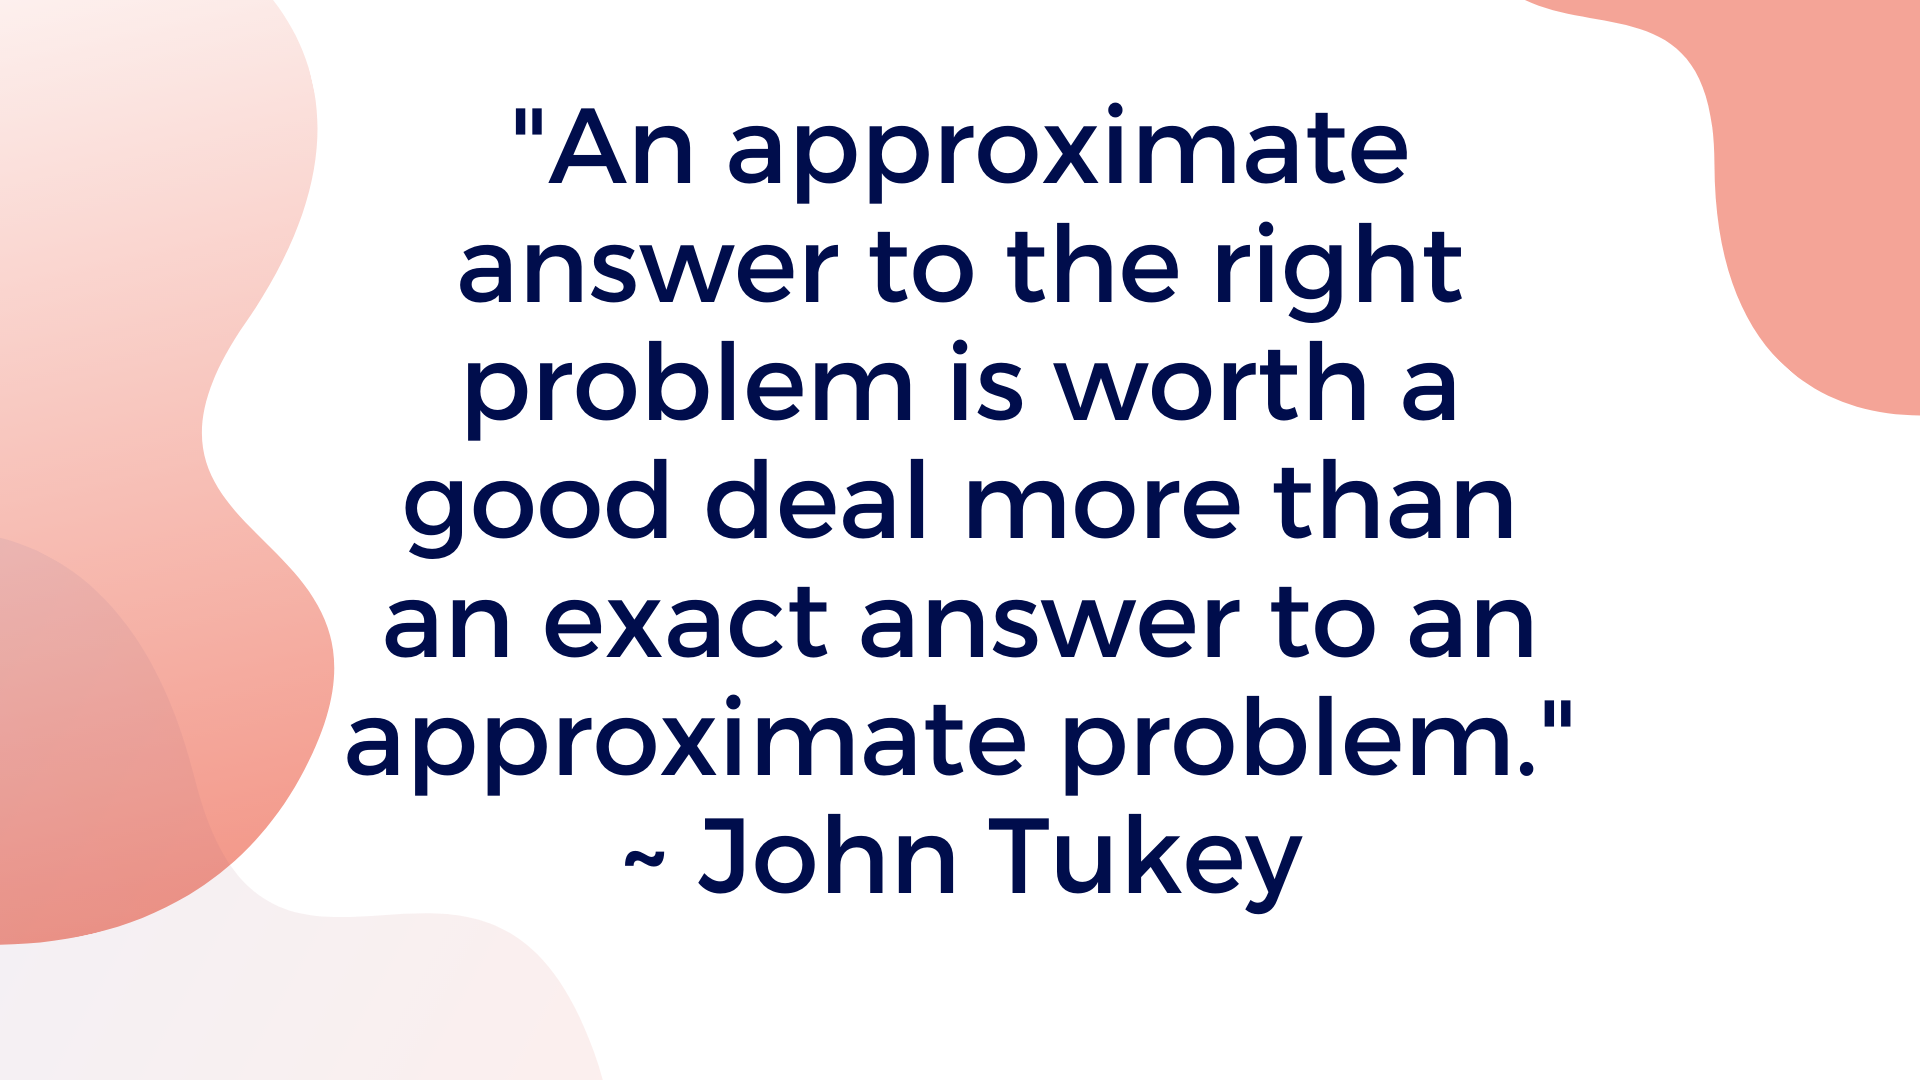 "An approximate
answer to the right
problem is worth a
good deal more than
an exact answer to an
approximate problem."
~ John Tukey